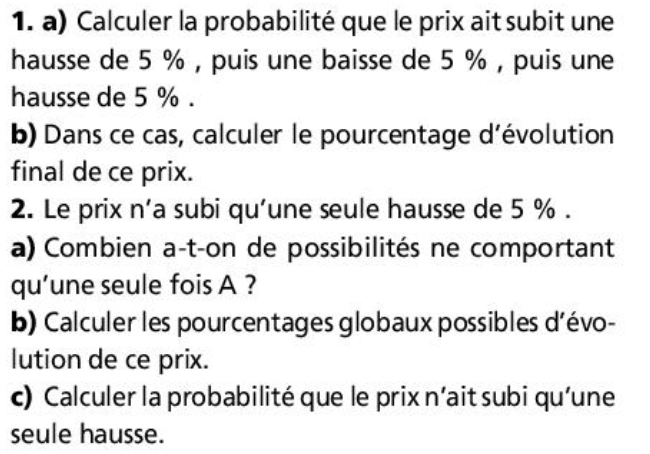 1. a) Calculer la probabilité que le prix ait subit une
hausse de 5 % , puis une baisse de 5 % , puis une
hausse de 5 % .
b) Dans ce cas, calculer le pourcentage d’évolution
final de ce prix.
2. Le prix n’a subi qu’une seule hausse de 5 % .
a) Combien a-t-on de possibilités ne comportant
qu’une seule fois A ?
b) Calculer les pourcentages globaux possibles d’évo-
lution de ce prix.
c) Calculer la probabilité que le prix n’ait subi qu’une
seule hausse.